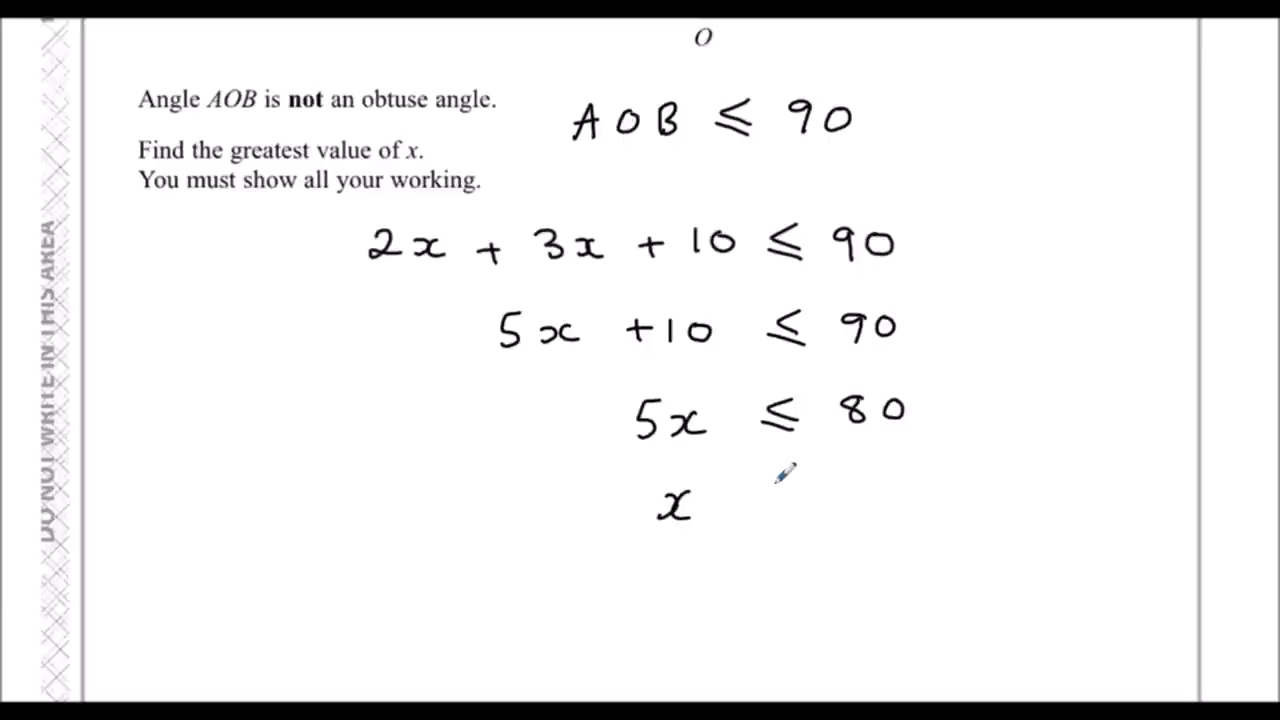 O
Angle AOB is not an obtuse angle.
AOB ⩽ 90
Find the greatest value of x.
You must show all your working.
2x + 3x + 10 ⩽ 90
5x +10 ⩽ 90
5x ⩽ 80
x
DO NOT WRITE IN THIS AREA